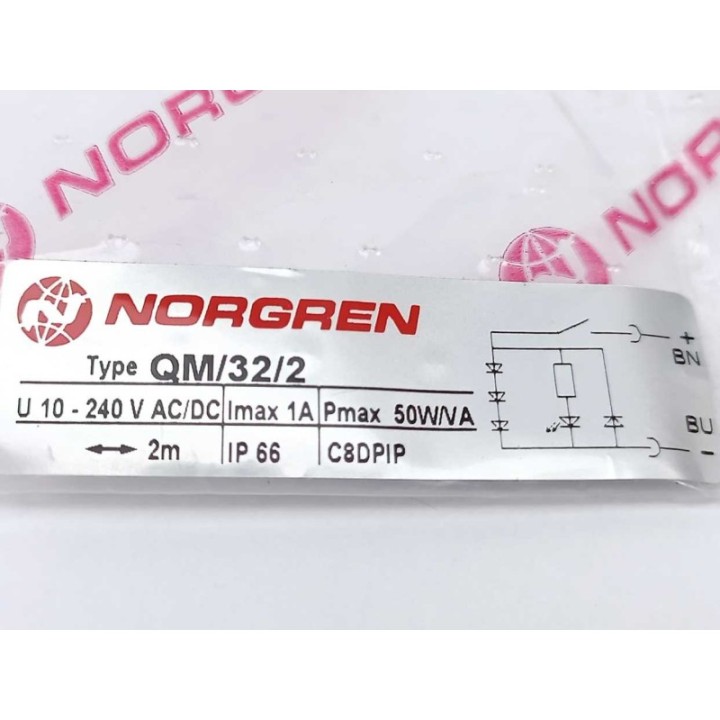 NORGREN
NORGREN
Type QM/32/2
U 10 - 240 V AC/DC Imax 1A Pmax 50W/VA
2m IP 66 C8DPIP
+
BN
BU
-